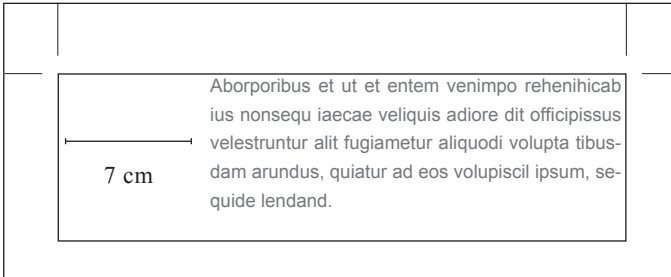 Aborporibus et ut et entem venimpo rehenihicab
ius nonsequ iaecae veliquis adiore dit officipissus
velestruntur alit fugiametur aliquodi volupta tibus-
dam arundus, quiatur ad eos volupiscil ipsum, se-
quide lendand.
7 cm